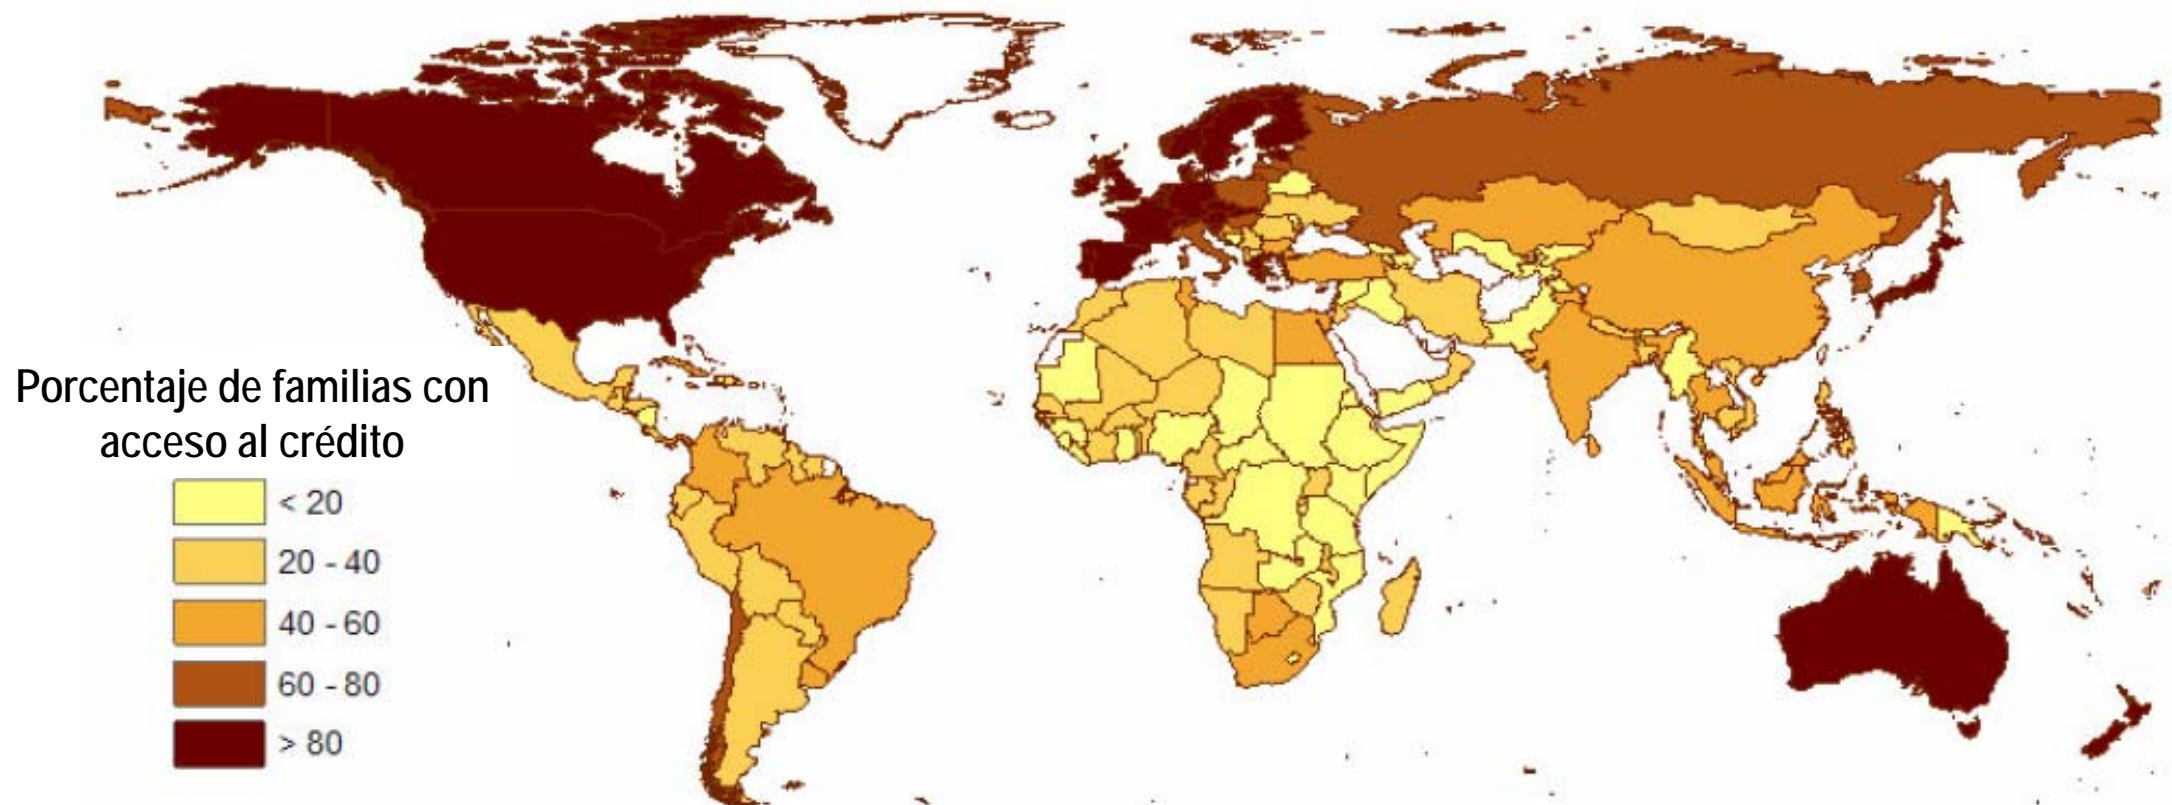 Porcentaje de familias con
acceso al crédito
< 20
20 - 40
40 - 60
60 - 80
> 80